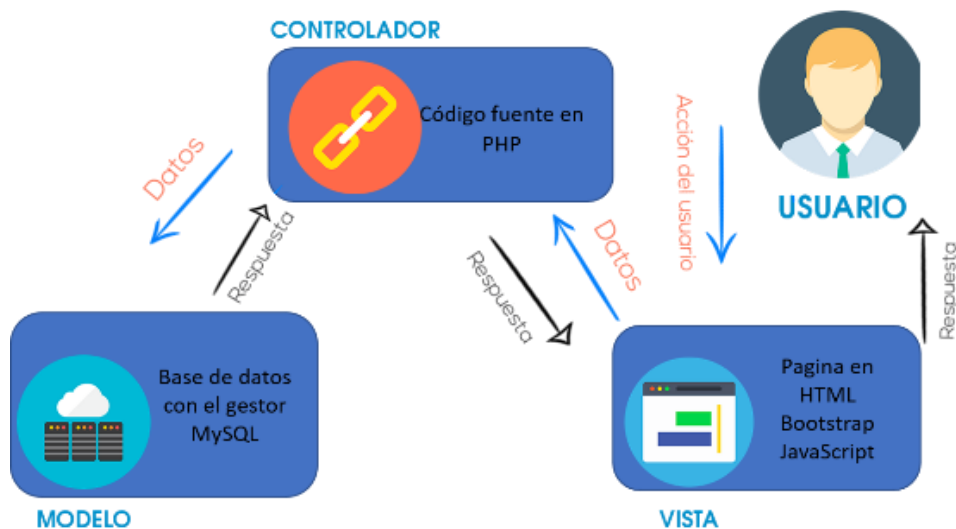 CONTROLADOR
Código fuente en
PHP
Datos
Respuesta
Respuesta
Datos
Acción del usuario
USUARIO
Respuesta
Base de datos
con el gestor
MySQL
MODELO
Pagina en
HTML
Bootstrap
JavaScript
VISTA